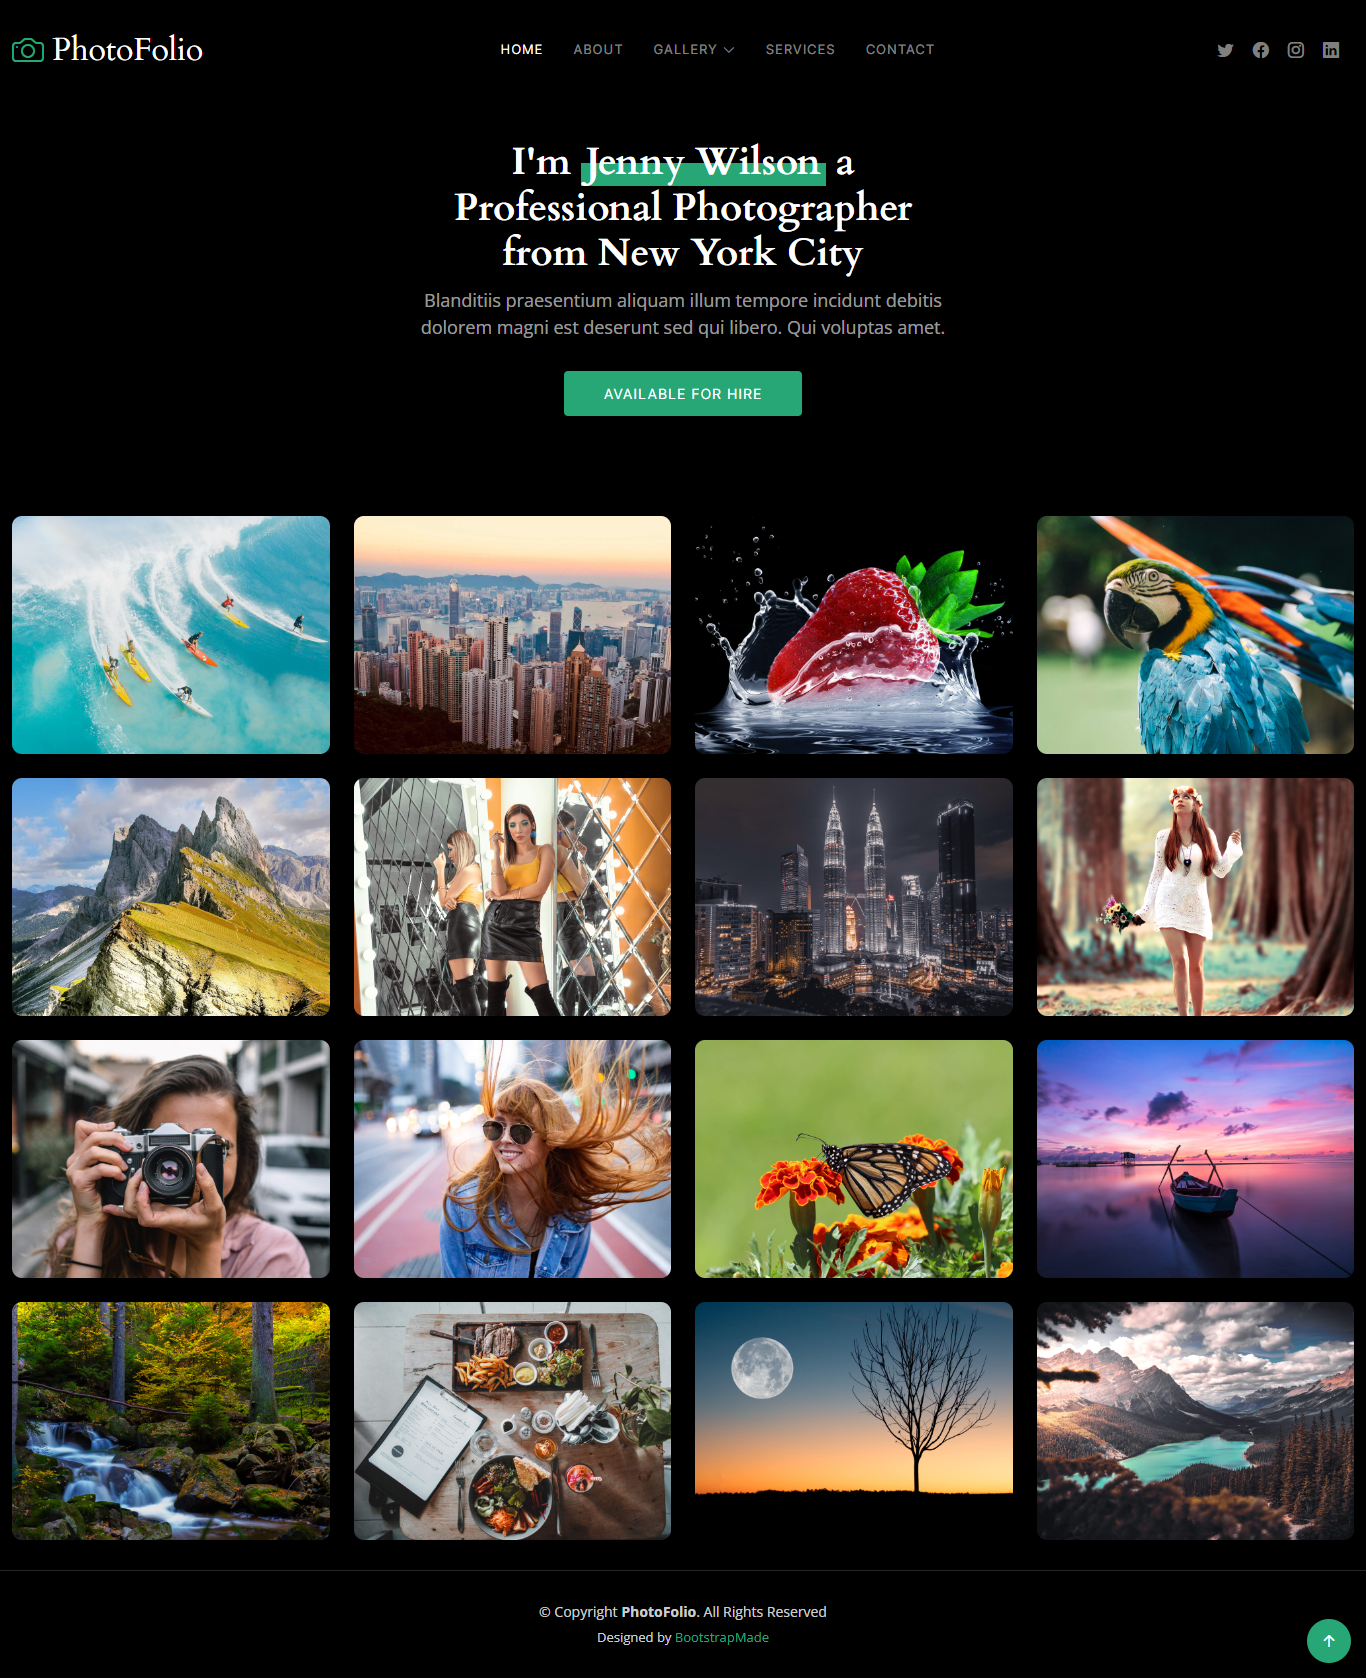 PhotoFolio
HOME
ABOUT
GALLERY
SERVICES
CONTACT
I'm Jenny Wilson a
Professional Photographer
from New York City
Blanditiis praesentium aliquam illum tempore incidunt debitis
dolorem magni est deserunt sed qui libero. Qui voluptas amet.
AVAILABLE FOR HIRE
© Copyright PhotoFolio. All Rights Reserved
Designed by BootstrapMade